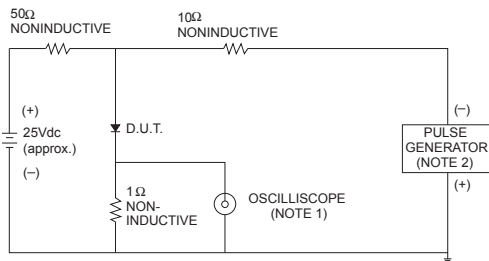 50Ω
NONINDUCTIVE
10Ω
NONINDUCTIVE
(+)
25Vdc
(approx.)
(–)
D.U.T.
1Ω
NON-
INDUCTIVE
OSCILLISCOPE
(NOTE 1)
(–)
PULSE
GENERATOR
(NOTE 2)
(+)